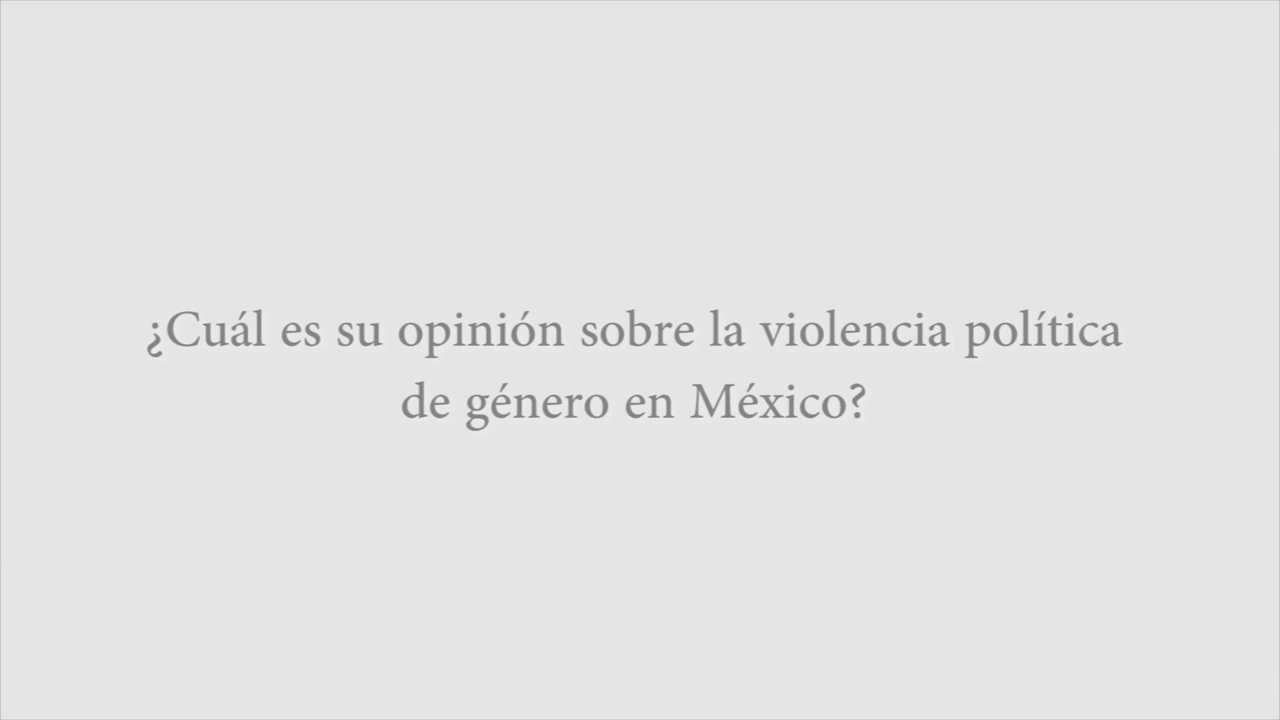 ¿Cuál es su opinión sobre la violencia política
de género en México?